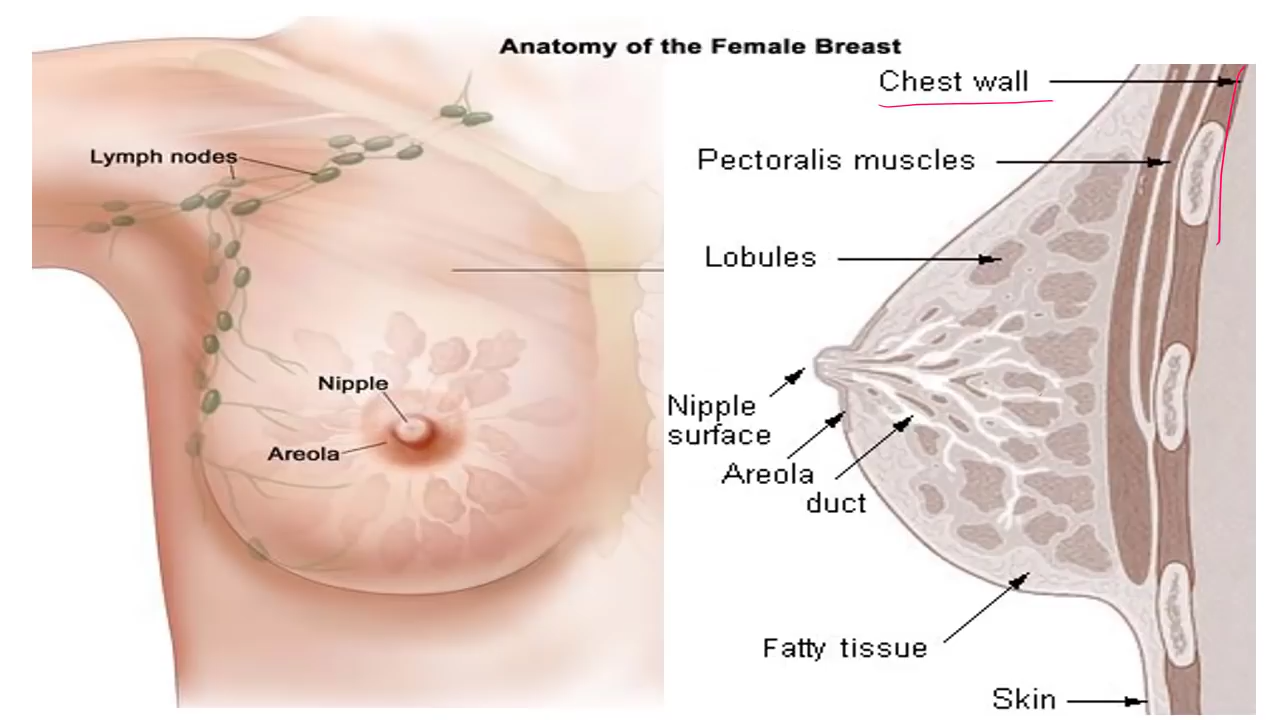 Anatomy of the Female Breast
Lymph nodes
Nipple
Areola
Chest wall
Pectoralis muscles
Lobules
Nipple
surface
Areola
duct
Fatty tissue
Skin